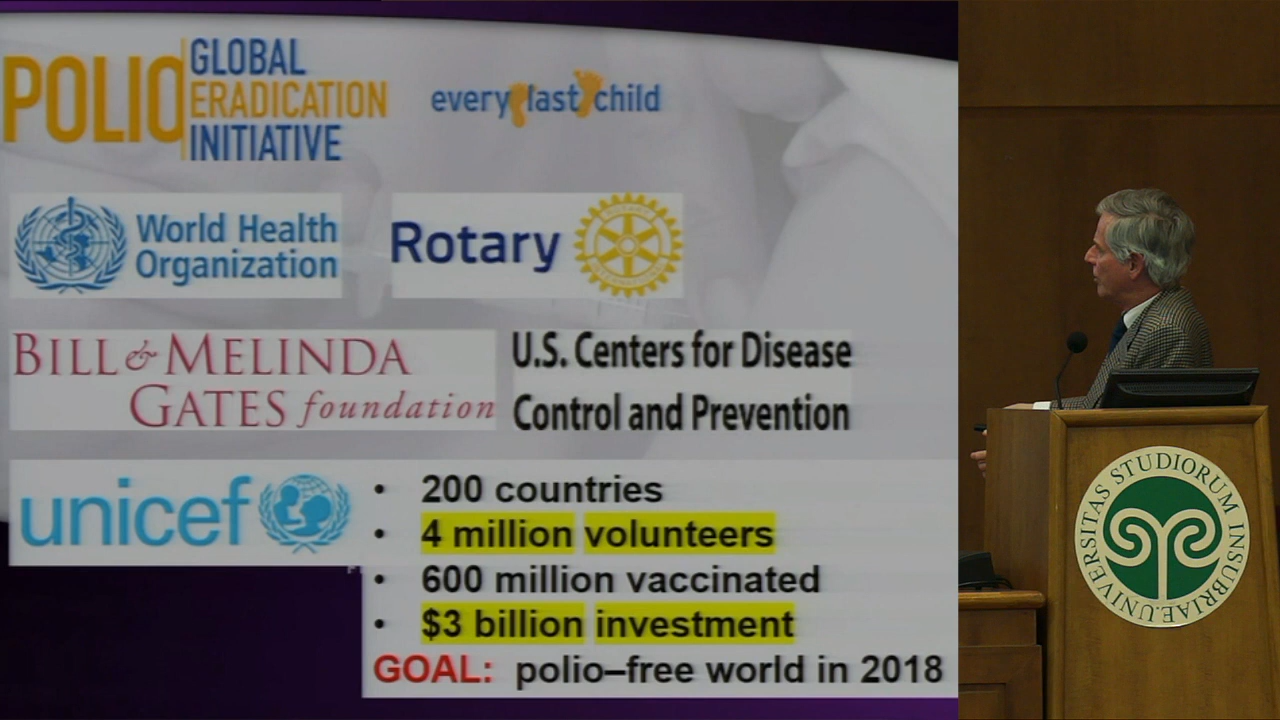 POLIO
GLOBAL
ERADICATION
INITIATIVE
every last child
World Health
Organization
Rotary
BILL & MELINDA
GATES foundation
U.S. Centers for Disease
Control and Prevention
unicef
• 200 countries
• 4 million volunteers
• 600 million vaccinated
• $3 billion investment
GOAL: polio–free world in 2018
UNIVERSITAS STUDIORUM INSUBRIAE